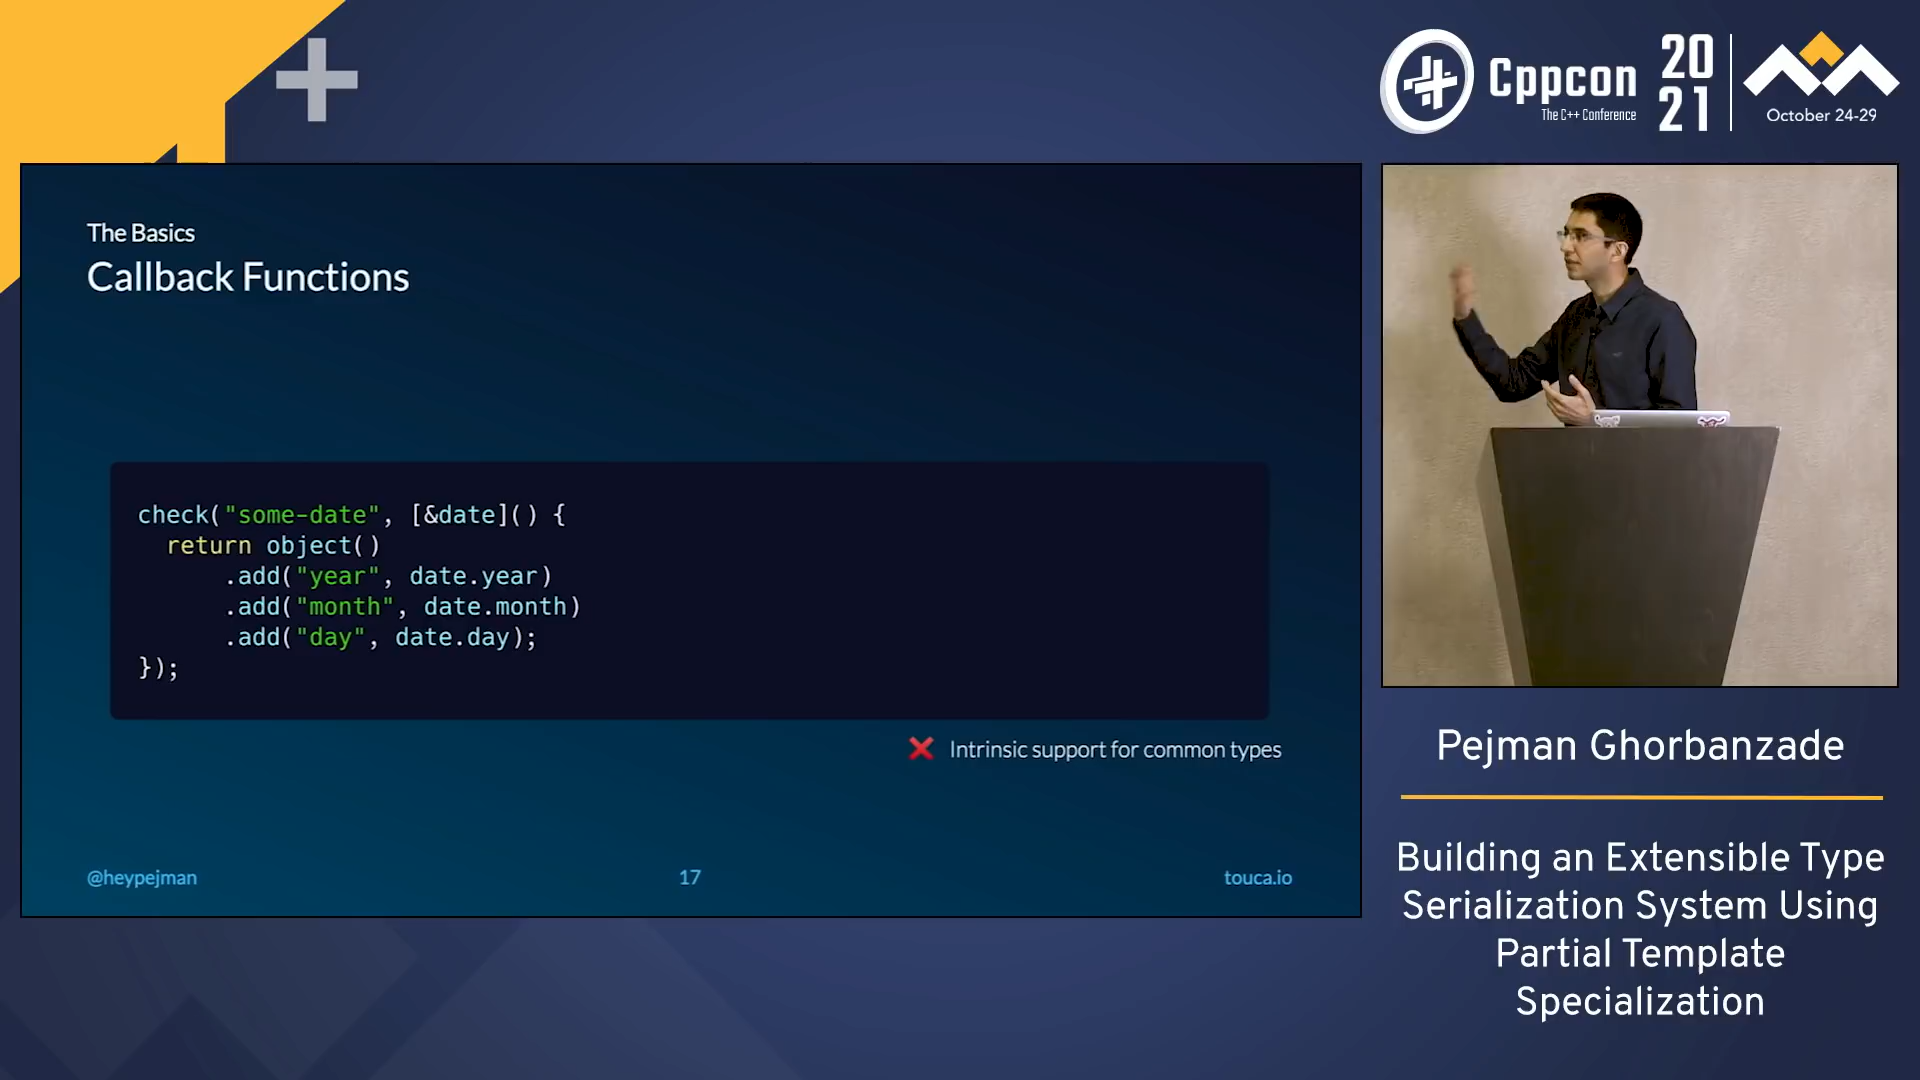 Cppcon
The C++ Conference
20
21
October 24-29
The Basics
Callback Functions
check("some-date", [&date]() {
  return object()
      .add("year", date.year)
      .add("month", date.month)
      .add("day", date.day);
});
❌ Intrinsic support for common types
@heypejman
17
touca.io
Pejman Ghorbanzade
Building an Extensible Type
Serialization System Using
Partial Template
Specialization